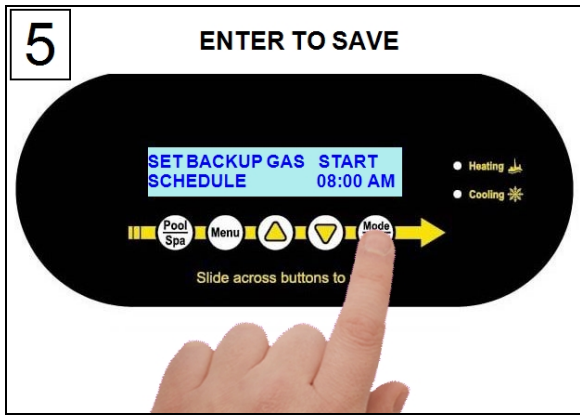 5
ENTER TO SAVE
SET BACKUP GAS START
SCHEDULE 08:00 AM
Heating
Cooling
Pool
Spa
Menu
Mode
Slide across buttons to